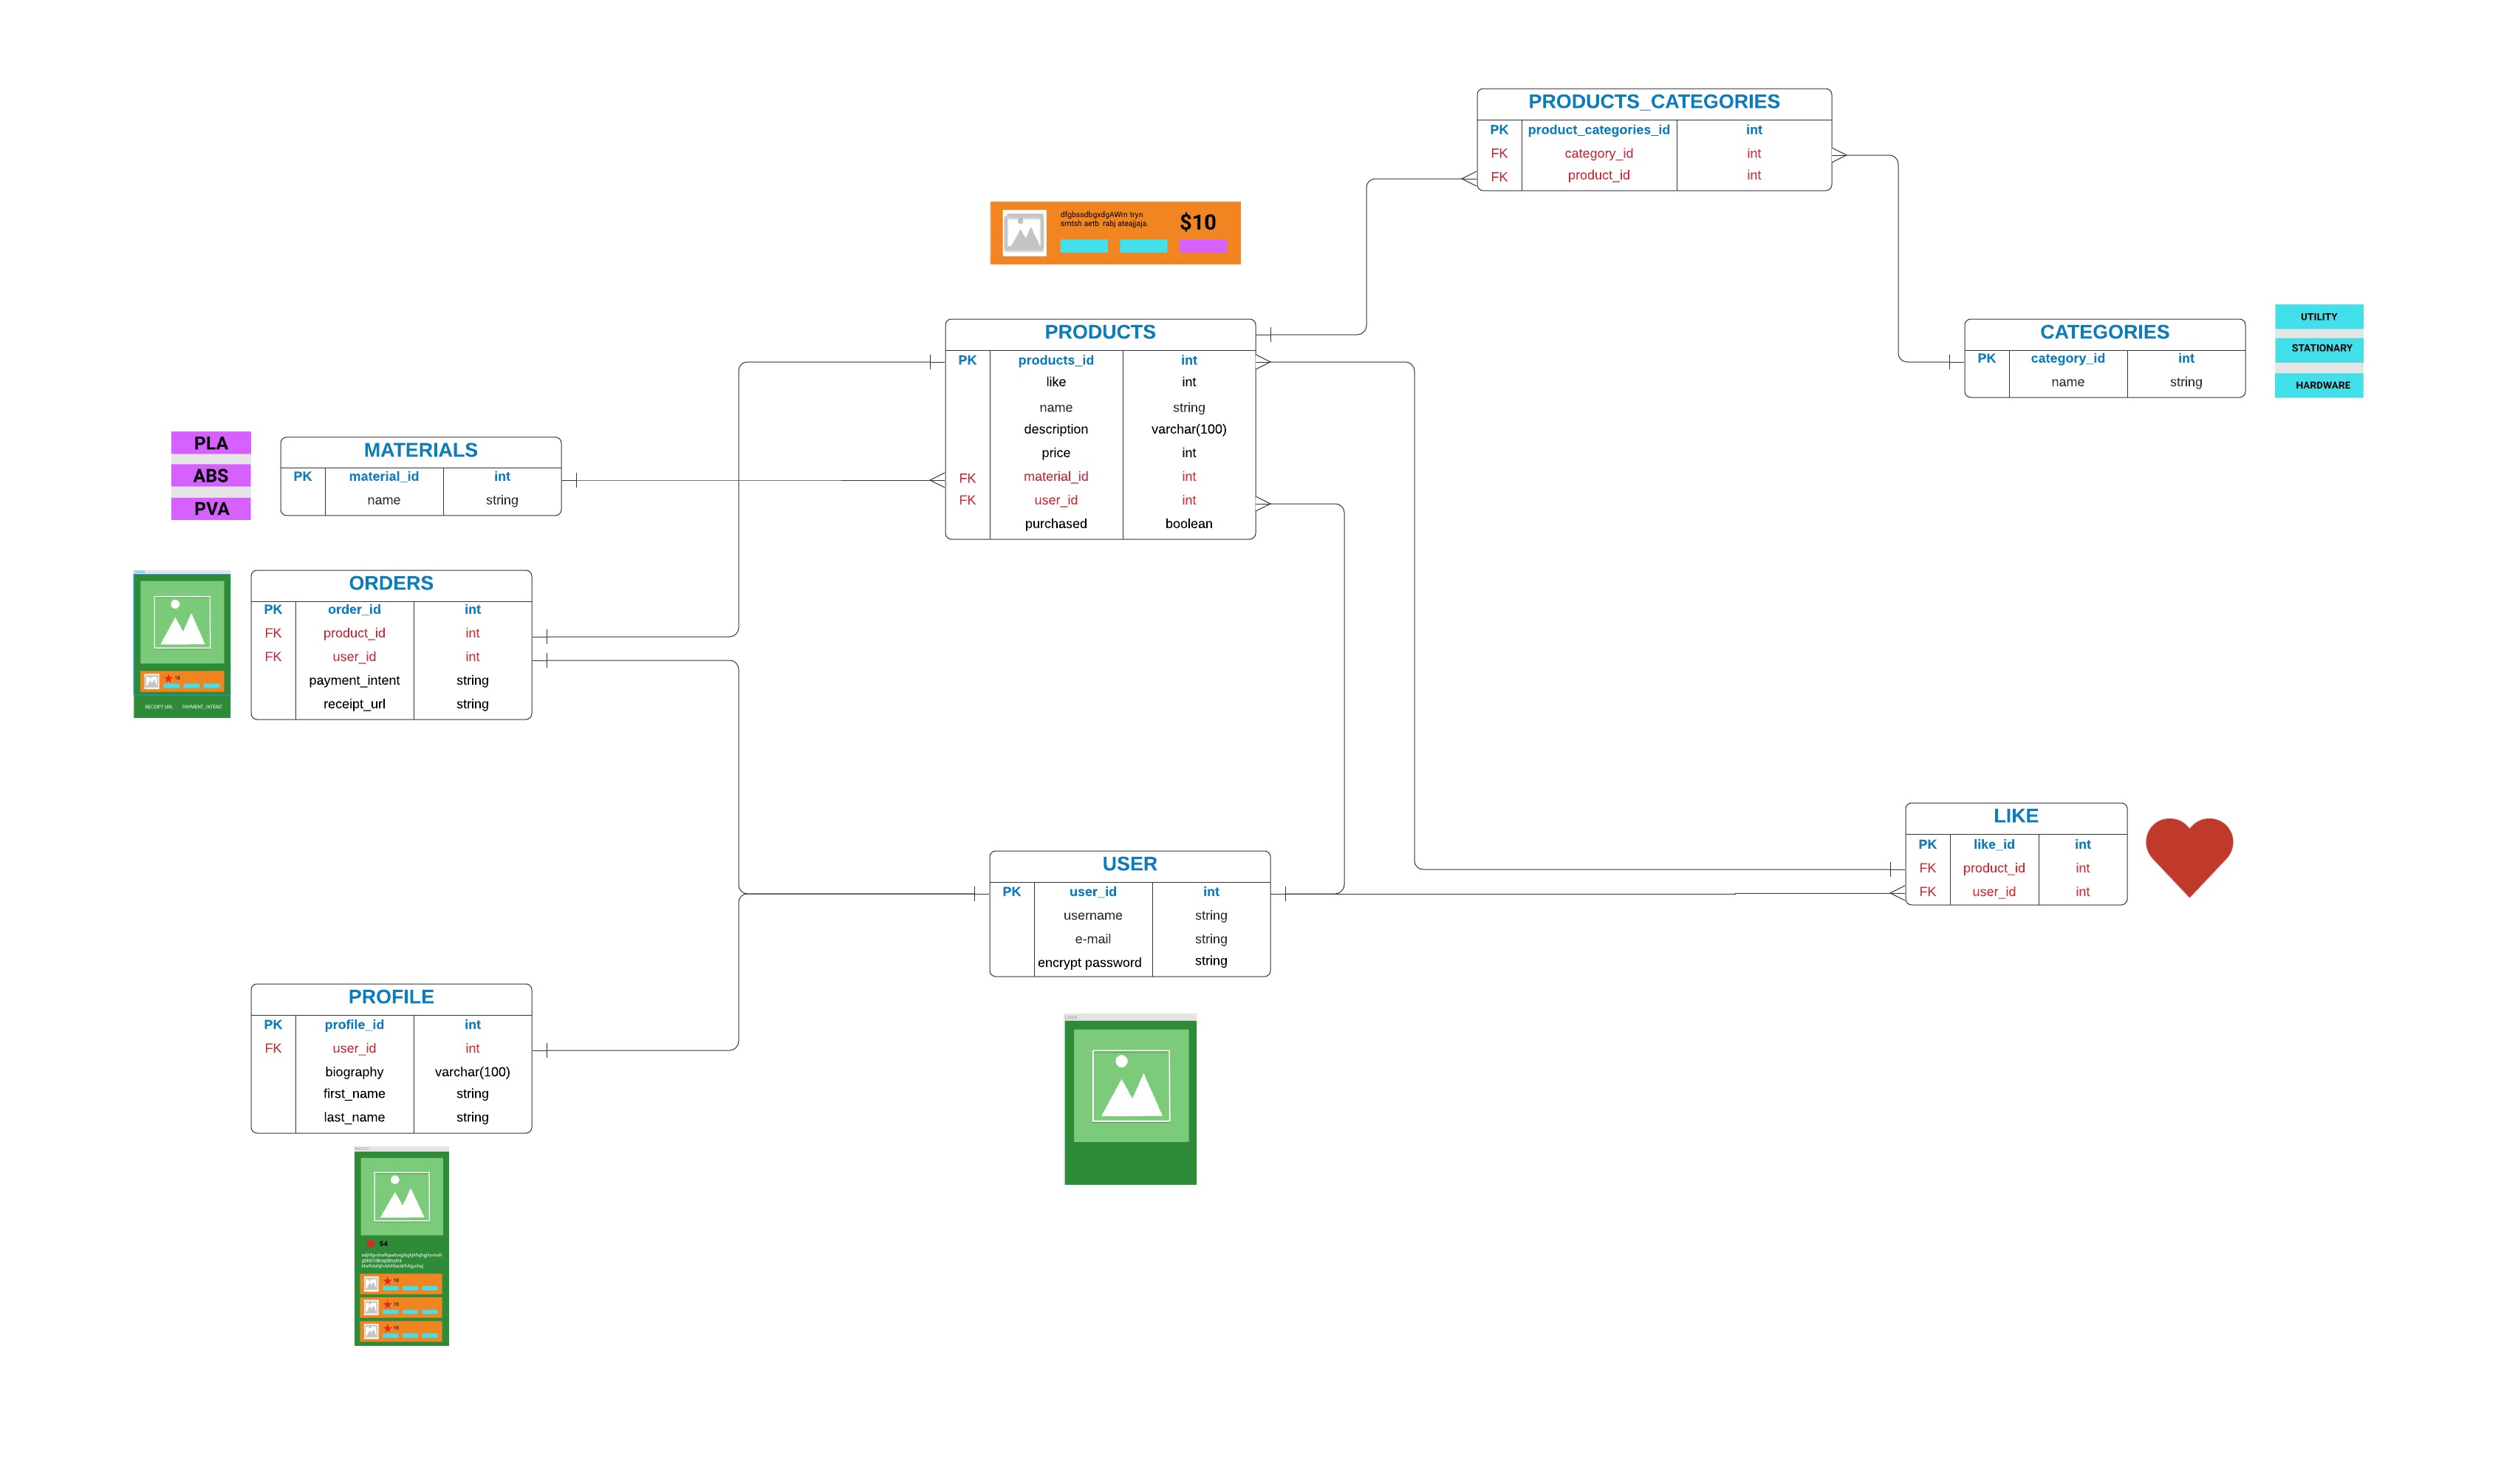 PRODUCTS_CATEGORIES
PK product_categories_id int
FK category_id int
FK product_id int
dfgbssdbgxdgAWrn tryn
srntsh aetb rabj ateajjaja.
$10
PRODUCTS
PK products_id int
like int
name string
description varchar(100)
price int
FK material_id int
FK user_id int
purchased boolean
CATEGORIES
PK category_id int
name string
UTILITY
STATIONARY
HARDWARE
PLA
ABS
PVA
MATERIALS
PK material_id int
name string
ORDERS
PK order_id int
FK product_id int
FK user_id int
payment_intent string
receipt_url string
RECEIPT URL PAYMENT_INTENT
LIKE
PK like_id int
FK product_id int
FK user_id int
USER
PK user_id int
username string
e-mail string
encrypt password string
PROFILE
PK profile_id int
FK user_id int
biography varchar(100)
first_name string
last_name string
USER
54